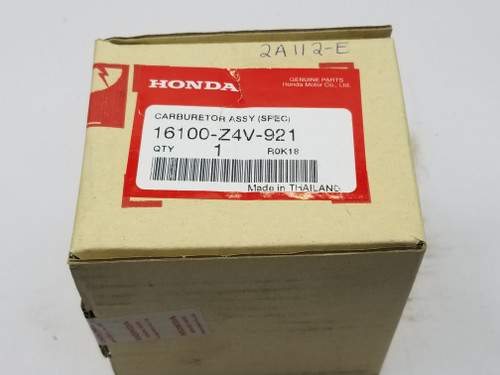 2A112-E
HONDA
GENUINE PARTS
Honda Motor Co., Ltd.
CARBURETOR ASSY (SPEC)
16100-Z4V-921
QTY 1 R0K18
Made in THAILAND
HONDA